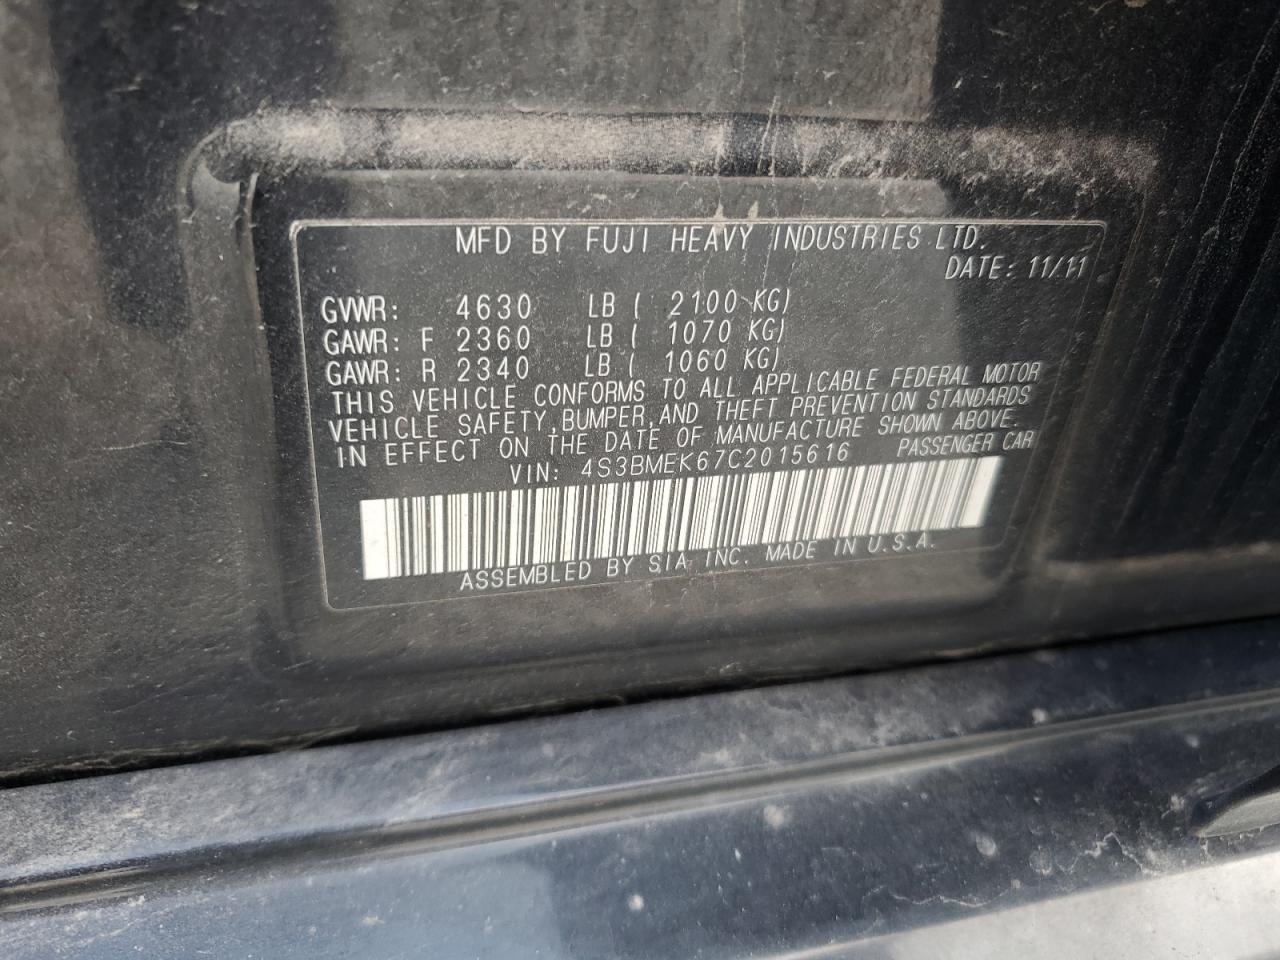 MFD BY FUJI HEAVY INDUSTRIES LTD.
DATE: 11/11
GVWR: 4630 LB ( 2100 KG)
GAWR: F 2360 LB ( 1070 KG)
GAWR: R 2340 LB ( 1060 KG)
THIS VEHICLE CONFORMS TO ALL APPLICABLE FEDERAL MOTOR
VEHICLE SAFETY, BUMPER, AND THEFT PREVENTION STANDARDS
IN EFFECT ON THE DATE OF MANUFACTURE SHOWN ABOVE.
VIN: 4S3BMEK67C2015616 PASSENGER CAR
ASSEMBLED BY SIA, INC. MADE IN U.S.A.